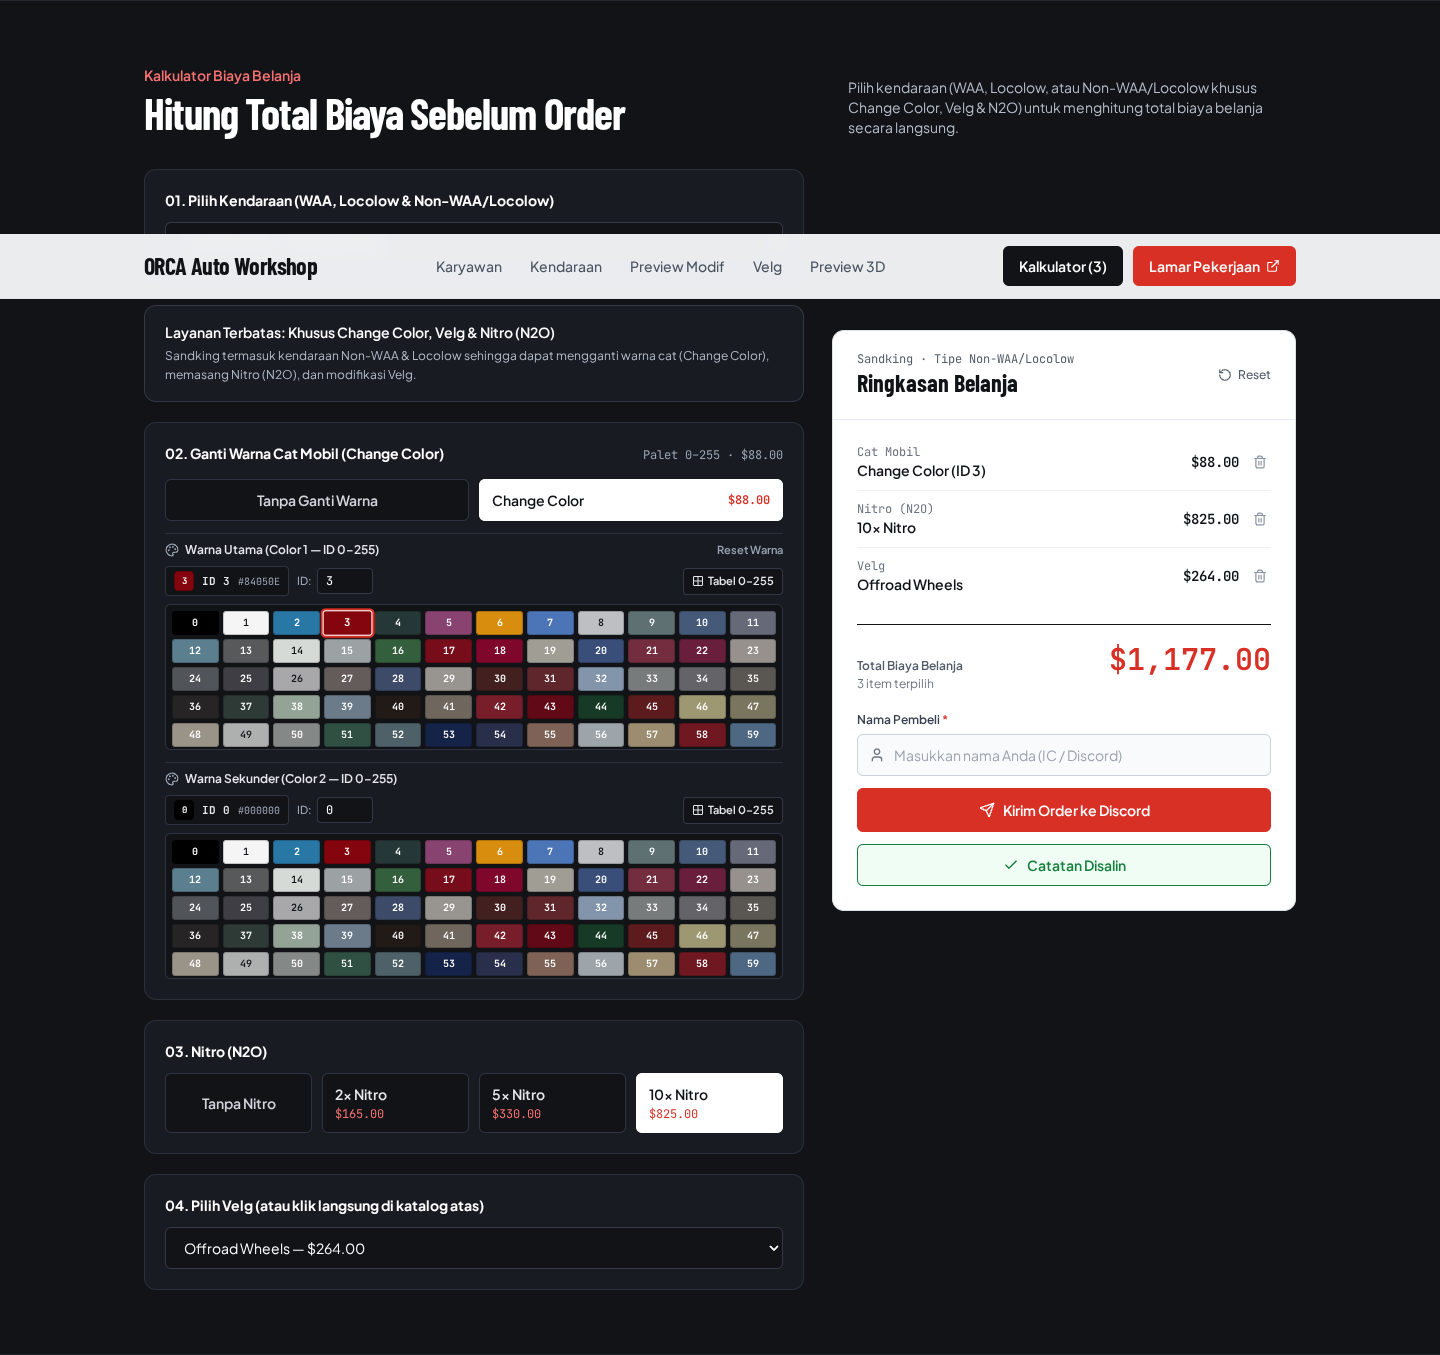 Kalkulator Biaya Belanja
Hitung Total Biaya Sebelum Order
Pilih kendaraan (WAA, Locolow, atau Non-WAA/Locolow khusus
Change Color, Velg & N2O) untuk menghitung total biaya belanja
secara langsung.
01. Pilih Kendaraan (WAA, Locolow & Non-WAA/Locolow)
ORCA Auto Workshop
Karyawan
Kendaraan
Preview Modif
Velg
Preview 3D
Kalkulator (3)
Lamar Pekerjaan
Layanan Terbatas: Khusus Change Color, Velg & Nitro (N2O)
Sandking termasuk kendaraan Non-WAA & Locolow sehingga dapat mengganti warna cat (Change Color),
memasang Nitro (N2O), dan modifikasi Velg.
02. Ganti Warna Cat Mobil (Change Color)
Palet 0-255 · $88.00
Tanpa Ganti Warna
Change Color $88.00
Warna Utama (Color 1 — ID 0–255)
Reset Warna
3 ID 3 #84050E ID: 3
Tabel 0–255
0 1 2 3 4 5 6 7 8 9 10 11
12 13 14 15 16 17 18 19 20 21 22 23
24 25 26 27 28 29 30 31 32 33 34 35
36 37 38 39 40 41 42 43 44 45 46 47
48 49 50 51 52 53 54 55 56 57 58 59
Warna Sekunder (Color 2 — ID 0–255)
0 ID 0 #000000 ID: 0
Tabel 0–255
0 1 2 3 4 5 6 7 8 9 10 11
12 13 14 15 16 17 18 19 20 21 22 23
24 25 26 27 28 29 30 31 32 33 34 35
36 37 38 39 40 41 42 43 44 45 46 47
48 49 50 51 52 53 54 55 56 57 58 59
03. Nitro (N2O)
Tanpa Nitro
2× Nitro
$165.00
5× Nitro
$330.00
10× Nitro
$825.00
04. Pilih Velg (atau klik langsung di katalog atas)
Offroad Wheels — $264.00
Sandking · Tipe Non-WAA/Locolow
Ringkasan Belanja
Reset
Cat Mobil
Change Color (ID 3)
$88.00
Nitro (N2O)
10× Nitro
$825.00
Velg
Offroad Wheels
$264.00
Total Biaya Belanja
3 item terpilih
$1,177.00
Nama Pembeli *
Masukkan nama Anda (IC / Discord)
Kirim Order ke Discord
Catatan Disalin